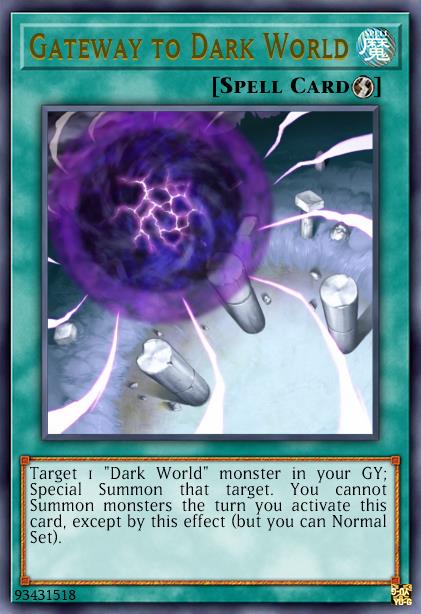 GATEWAY TO DARK WORLD
SPELL
魔
[SPELL CARD]
Target 1 "Dark World" monster in your GY;
Special Summon that target. You cannot
Summon monsters the turn you activate this
card, except by this effect (but you can Normal
Set).
93431518